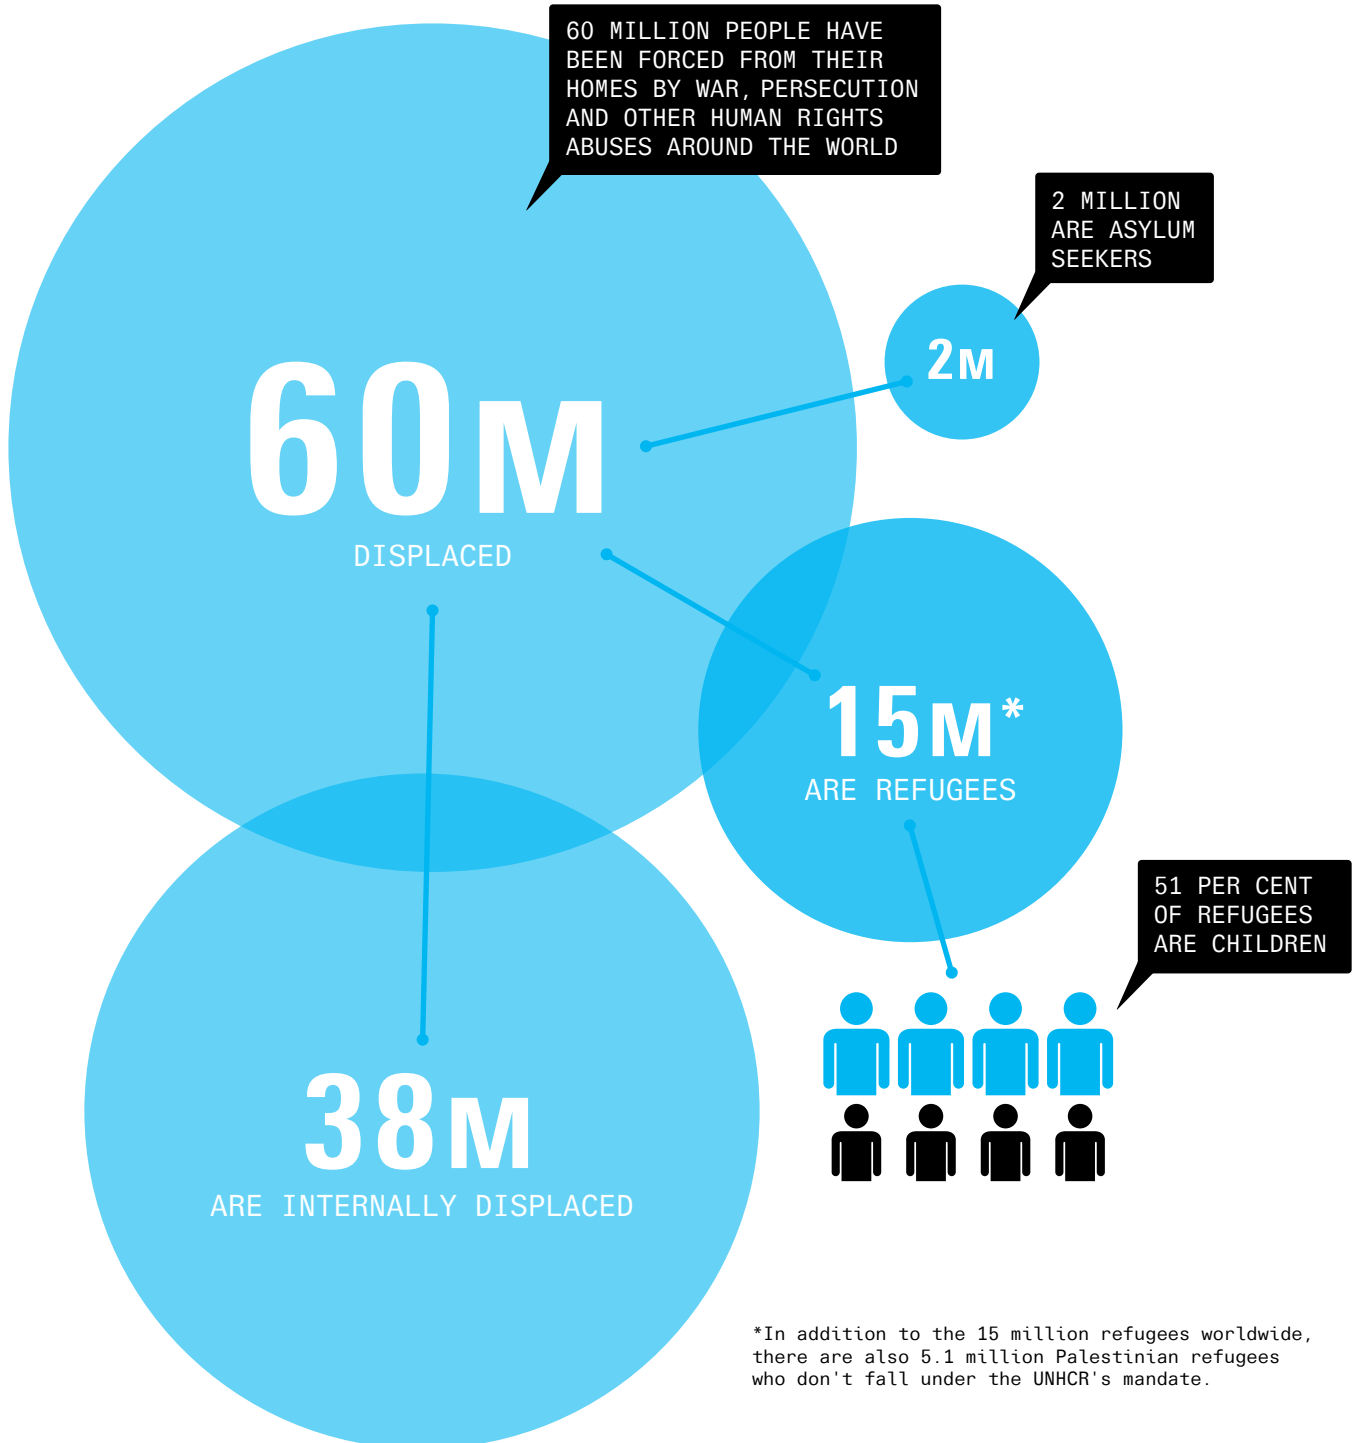 60 MILLION PEOPLE HAVE
BEEN FORCED FROM THEIR
HOMES BY WAR, PERSECUTION
AND OTHER HUMAN RIGHTS
ABUSES AROUND THE WORLD
2 MILLION
ARE ASYLUM
SEEKERS
2M
60M
DISPLACED
15M*
ARE REFUGEES
51 PER CENT
OF REFUGEES
ARE CHILDREN
38M
ARE INTERNALLY DISPLACED
*In addition to the 15 million refugees worldwide,
there are also 5.1 million Palestinian refugees
who don't fall under the UNHCR's mandate.